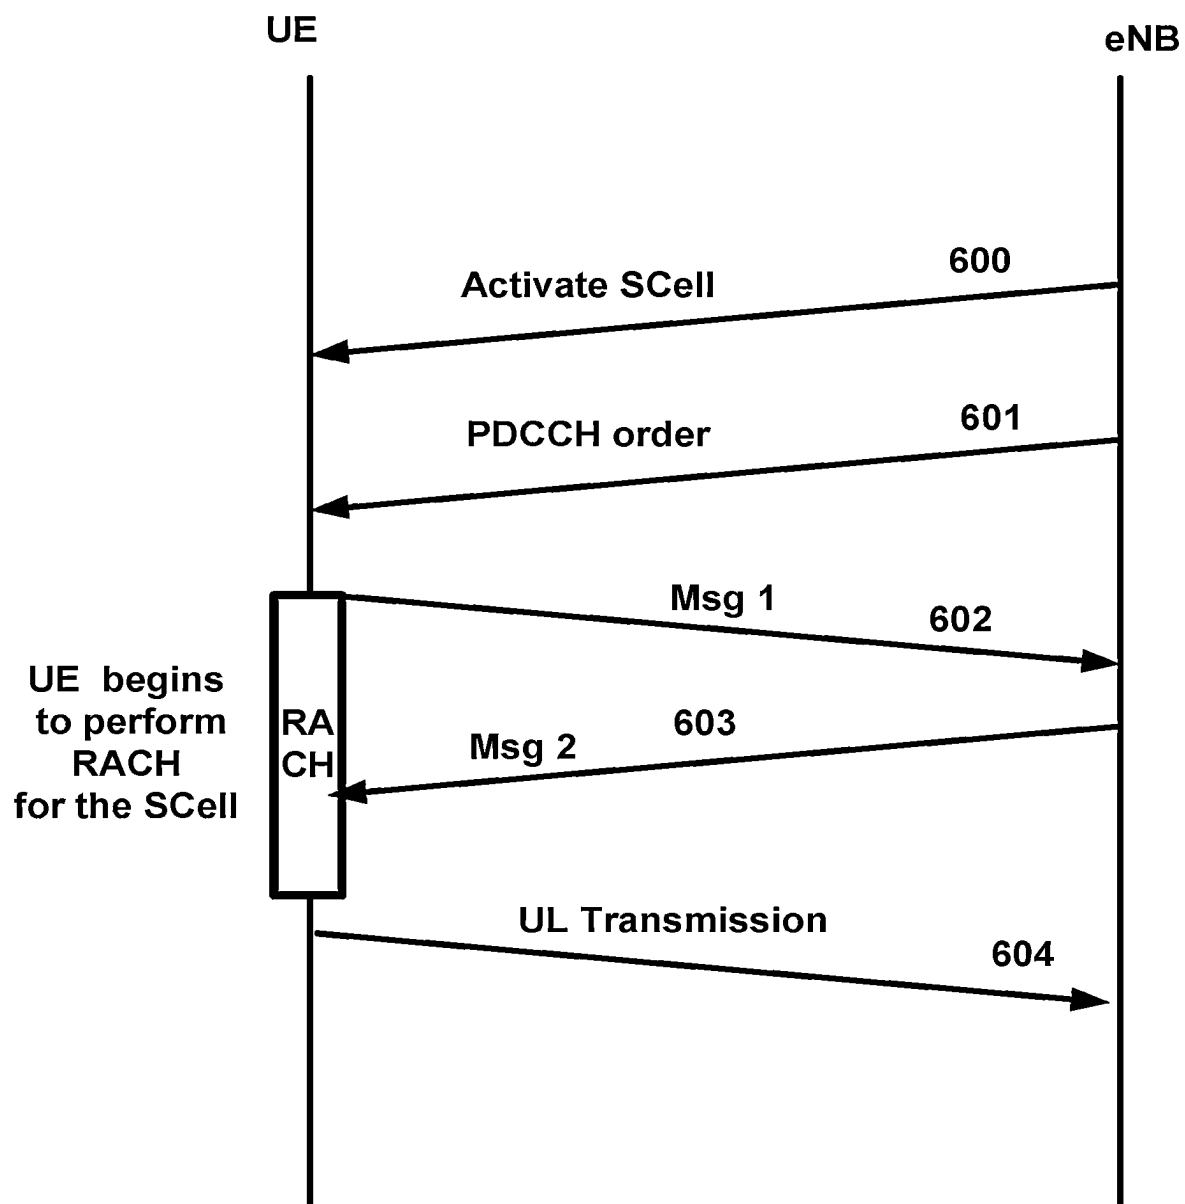 UE
eNB
600
Activate SCell
601
PDCCH order
Msg 1
602
UE begins
to perform
RACH
for the SCell
RA
CH
603
Msg 2
UL Transmission
604